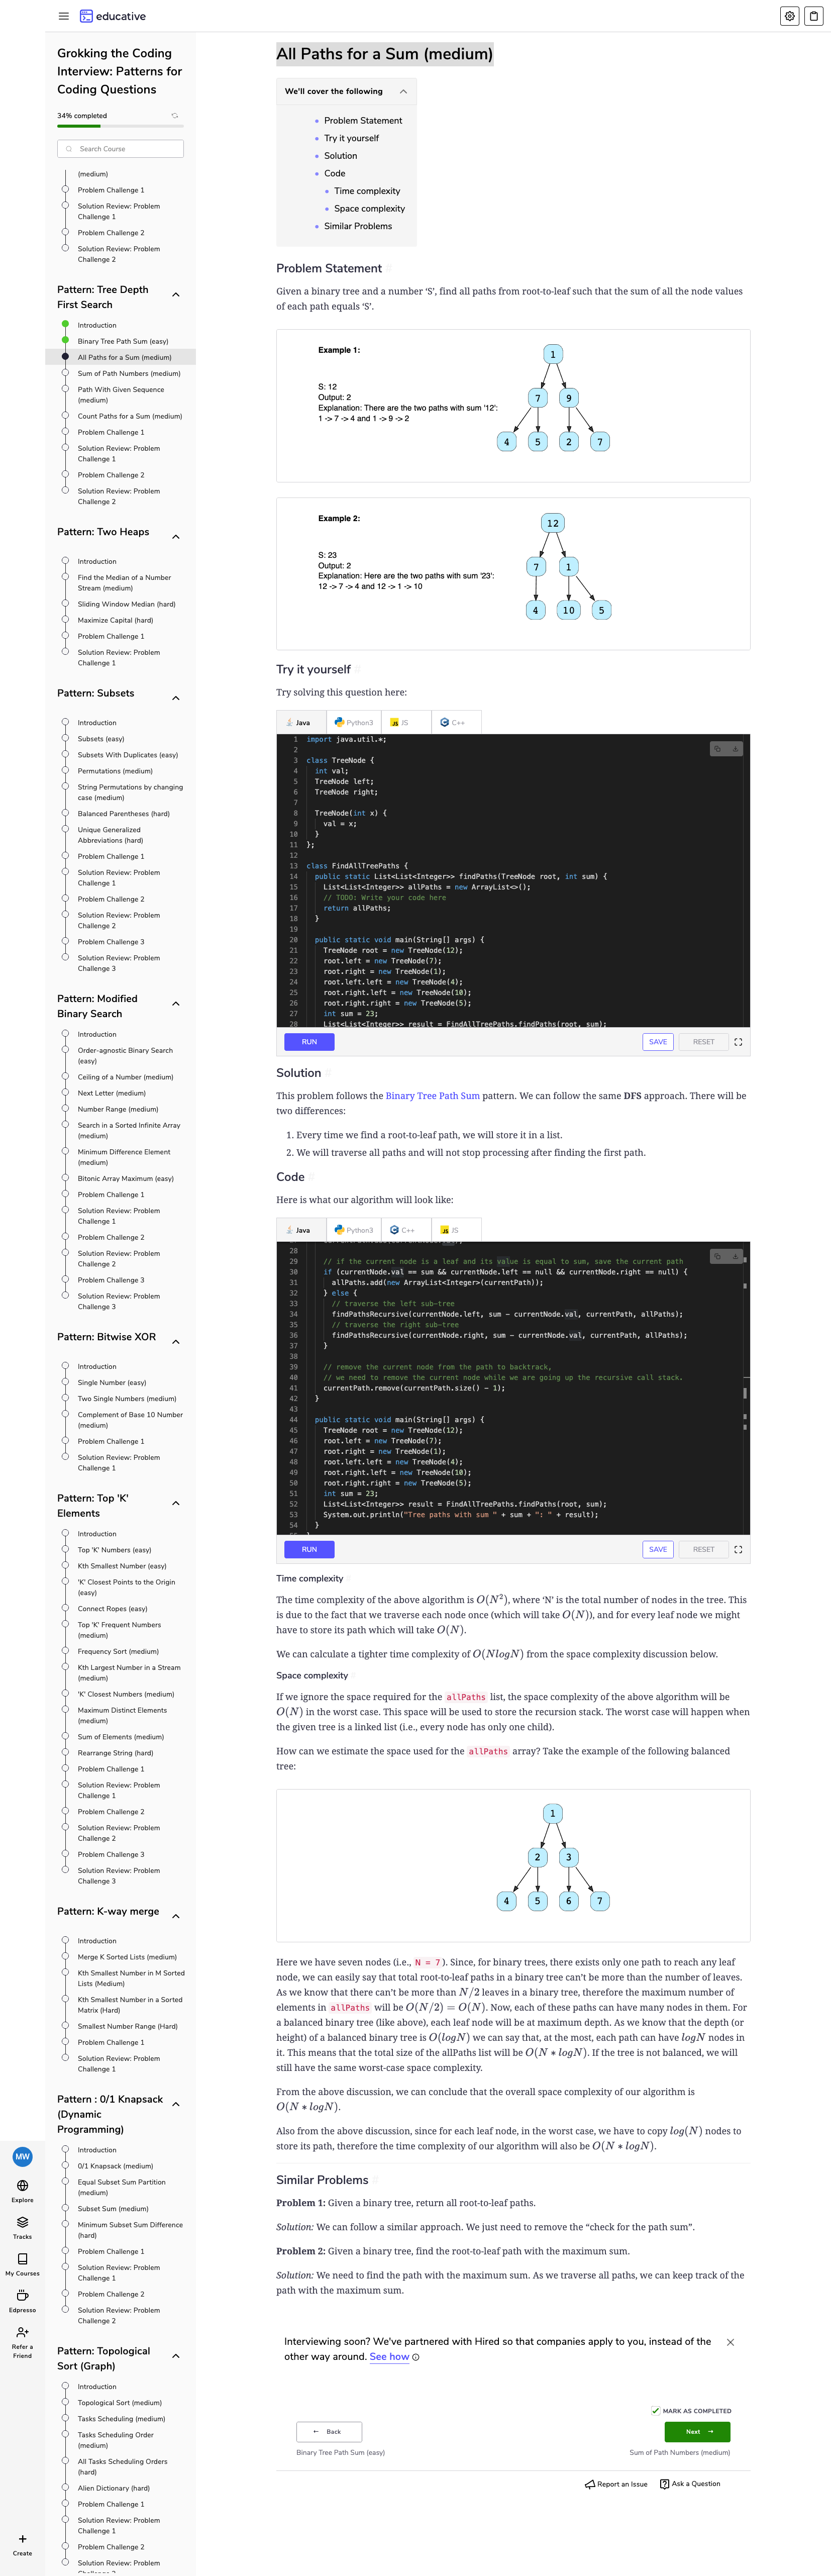 educative
Grokking the Coding
Interview: Patterns for
Coding Questions
34% completed
Search Course
(medium)
Problem Challenge 1
Solution Review: Problem
Challenge 1
Problem Challenge 2
Solution Review: Problem
Challenge 2
Pattern: Tree Depth
First Search
Introduction
Binary Tree Path Sum (easy)
All Paths for a Sum (medium)
Sum of Path Numbers (medium)
Path With Given Sequence
(medium)
Count Paths for a Sum (medium)
Problem Challenge 1
Solution Review: Problem
Challenge 1
Problem Challenge 2
Solution Review: Problem
Challenge 2
Pattern: Two Heaps
Introduction
Find the Median of a Number
Stream (medium)
Sliding Window Median (hard)
Maximize Capital (hard)
Problem Challenge 1
Solution Review: Problem
Challenge 1
Pattern: Subsets
Introduction
Subsets (easy)
Subsets With Duplicates (easy)
Permutations (medium)
String Permutations by changing
case (medium)
Balanced Parentheses (hard)
Unique Generalized
Abbreviations (hard)
Problem Challenge 1
Solution Review: Problem
Challenge 1
Problem Challenge 2
Solution Review: Problem
Challenge 2
Problem Challenge 3
Solution Review: Problem
Challenge 3
Pattern: Modified
Binary Search
Introduction
Order-agnostic Binary Search
(easy)
Ceiling of a Number (medium)
Next Letter (medium)
Number Range (medium)
Search in a Sorted Infinite Array
(medium)
Minimum Difference Element
(medium)
Bitonic Array Maximum (easy)
Problem Challenge 1
Solution Review: Problem
Challenge 1
Problem Challenge 2
Solution Review: Problem
Challenge 2
Problem Challenge 3
Solution Review: Problem
Challenge 3
Pattern: Bitwise XOR
Introduction
Single Number (easy)
Two Single Numbers (medium)
Complement of Base 10 Number
(medium)
Problem Challenge 1
Solution Review: Problem
Challenge 1
Pattern: Top 'K'
Elements
Introduction
Top 'K' Numbers (easy)
Kth Smallest Number (easy)
'K' Closest Points to the Origin
(easy)
Connect Ropes (easy)
Top 'K' Frequent Numbers
(medium)
Frequency Sort (medium)
Kth Largest Number in a Stream
(medium)
'K' Closest Numbers (medium)
Maximum Distinct Elements
(medium)
Sum of Elements (medium)
Rearrange String (hard)
Problem Challenge 1
Solution Review: Problem
Challenge 1
Problem Challenge 2
Solution Review: Problem
Challenge 2
Problem Challenge 3
Solution Review: Problem
Challenge 3
Pattern: K-way merge
Introduction
Merge K Sorted Lists (medium)
Kth Smallest Number in M Sorted
Lists (Medium)
Kth Smallest Number in a Sorted
Matrix (Hard)
Smallest Number Range (Hard)
Problem Challenge 1
Solution Review: Problem
Challenge 1
Pattern : 0/1 Knapsack
(Dynamic
Programming)
Introduction
0/1 Knapsack (medium)
Equal Subset Sum Partition
(medium)
Subset Sum (medium)
Minimum Subset Sum Difference
(hard)
Problem Challenge 1
Solution Review: Problem
Challenge 1
Problem Challenge 2
Solution Review: Problem
Challenge 2
Pattern: Topological
Sort (Graph)
Introduction
Topological Sort (medium)
Tasks Scheduling (medium)
Tasks Scheduling Order
(medium)
All Tasks Scheduling Orders
(hard)
Alien Dictionary (hard)
Problem Challenge 1
Solution Review: Problem
Challenge 1
Problem Challenge 2
Solution Review: Problem
MW
Explore
Tracks
My Courses
Edpresso
Refer a
Friend
Create
All Paths for a Sum (medium)
We'll cover the following
Problem Statement
Try it yourself
Solution
Code
Time complexity
Space complexity
Similar Problems
Problem Statement
Given a binary tree and a number ‘S’, find all paths from root-to-leaf such that the sum of all the node values
of each path equals ‘S’.
Example 1:
S: 12
Output: 2
Explanation: There are the two paths with sum '12':
1 -> 7 -> 4 and 1 -> 9 -> 2
1
7 9
4 5 2 7
Example 2:
S: 23
Output: 2
Explanation: Here are the two paths with sum '23':
12 -> 7 -> 4 and 12 -> 1 -> 10
12
7 1
4 10 5
Try it yourself
Try solving this question here:
Java Python3 JS C++
1 import java.util.*;
2
3 class TreeNode {
4 int val;
5 TreeNode left;
6 TreeNode right;
7
8 TreeNode(int x) {
9 val = x;
10 }
11 };
12
13 class FindAllTreePaths {
14 public static List<List<Integer>> findPaths(TreeNode root, int sum) {
15 List<List<Integer>> allPaths = new ArrayList<>();
16 // TODO: Write your code here
17 return allPaths;
18 }
19
20 public static void main(String[] args) {
21 TreeNode root = new TreeNode(12);
22 root.left = new TreeNode(7);
23 root.right = new TreeNode(1);
24 root.left.left = new TreeNode(4);
25 root.right.left = new TreeNode(10);
26 root.right.right = new TreeNode(5);
27 int sum = 23;
28 List<List<Integer>> result = FindAllTreePaths.findPaths(root, sum);
RUN SAVE RESET
Solution
This problem follows the Binary Tree Path Sum pattern. We can follow the same DFS approach. There will be
two differences:
1. Every time we find a root-to-leaf path, we will store it in a list.
2. We will traverse all paths and will not stop processing after finding the first path.
Code
Here is what our algorithm will look like:
Java Python3 C++ JS
28
29 // if the current node is a leaf and its value is equal to sum, save the current path
30 if (currentNode.val == sum && currentNode.left == null && currentNode.right == null) {
31 allPaths.add(new ArrayList<Integer>(currentPath));
32 } else {
33 // traverse the left sub-tree
34 findPathsRecursive(currentNode.left, sum - currentNode.val, currentPath, allPaths);
35 // traverse the right sub-tree
36 findPathsRecursive(currentNode.right, sum - currentNode.val, currentPath, allPaths);
37 }
38
39 // remove the current node from the path to backtrack,
40 // we need to remove the current node while we are going up the recursive call stack.
41 currentPath.remove(currentPath.size() - 1);
42 }
43
44 public static void main(String[] args) {
45 TreeNode root = new TreeNode(12);
46 root.left = new TreeNode(7);
47 root.right = new TreeNode(1);
48 root.left.left = new TreeNode(4);
49 root.right.left = new TreeNode(10);
50 root.right.right = new TreeNode(5);
51 int sum = 23;
52 List<List<Integer>> result = FindAllTreePaths.findPaths(root, sum);
53 System.out.println("Tree paths with sum " + sum + ": " + result);
54 }
RUN SAVE RESET
Time complexity
The time complexity of the above algorithm is O(N²), where ‘N’ is the total number of nodes in the tree. This
is due to the fact that we traverse each node once (which will take O(N)), and for every leaf node we might
have to store its path which will take O(N).
We can calculate a tighter time complexity of O(NlogN) from the space complexity discussion below.
Space complexity
If we ignore the space required for the allPaths list, the space complexity of the above algorithm will be
O(N) in the worst case. This space will be used to store the recursion stack. The worst case will happen when
the given tree is a linked list (i.e., every node has only one child).
How can we estimate the space used for the allPaths array? Take the example of the following balanced
tree:
1
2 3
4 5 6 7
Here we have seven nodes (i.e., N = 7). Since, for binary trees, there exists only one path to reach any leaf
node, we can easily say that total root-to-leaf paths in a binary tree can’t be more than the number of leaves.
As we know that there can’t be more than N/2 leaves in a binary tree, therefore the maximum number of
elements in allPaths will be O(N/2) = O(N). Now, each of these paths can have many nodes in them. For
a balanced binary tree (like above), each leaf node will be at maximum depth. As we know that the depth (or
height) of a balanced binary tree is O(logN) we can say that, at the most, each path can have logN nodes in
it. This means that the total size of the allPaths list will be O(N ∗ logN). If the tree is not balanced, we will
still have the same worst-case space complexity.
From the above discussion, we can conclude that the overall space complexity of our algorithm is
O(N ∗ logN).
Also from the above discussion, since for each leaf node, in the worst case, we have to copy log(N) nodes to
store its path, therefore the time complexity of our algorithm will also be O(N ∗ logN).
Similar Problems
Problem 1: Given a binary tree, return all root-to-leaf paths.
Solution: We can follow a similar approach. We just need to remove the “check for the path sum”.
Problem 2: Given a binary tree, find the root-to-leaf path with the maximum sum.
Solution: We need to find the path with the maximum sum. As we traverse all paths, we can keep track of the
path with the maximum sum.
Interviewing soon? We've partnered with Hired so that companies apply to you, instead of the
other way around. See how
MARK AS COMPLETED
Back Next
Binary Tree Path Sum (easy) Sum of Path Numbers (medium)
Report an Issue Ask a Question